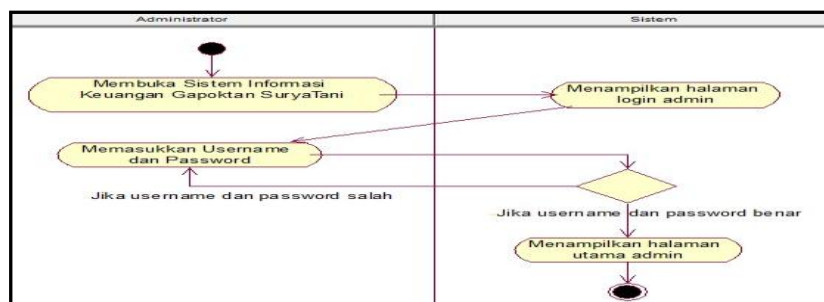 Administrator
Sistem
Membuka Sistem Informasi
Keuangan Gapoktan SuryaTani
Menampilkan halaman
login admin
Memasukkan Username
dan Password
Jika username dan password salah
Jika username dan password benar
Menampilkan halaman
utama admin